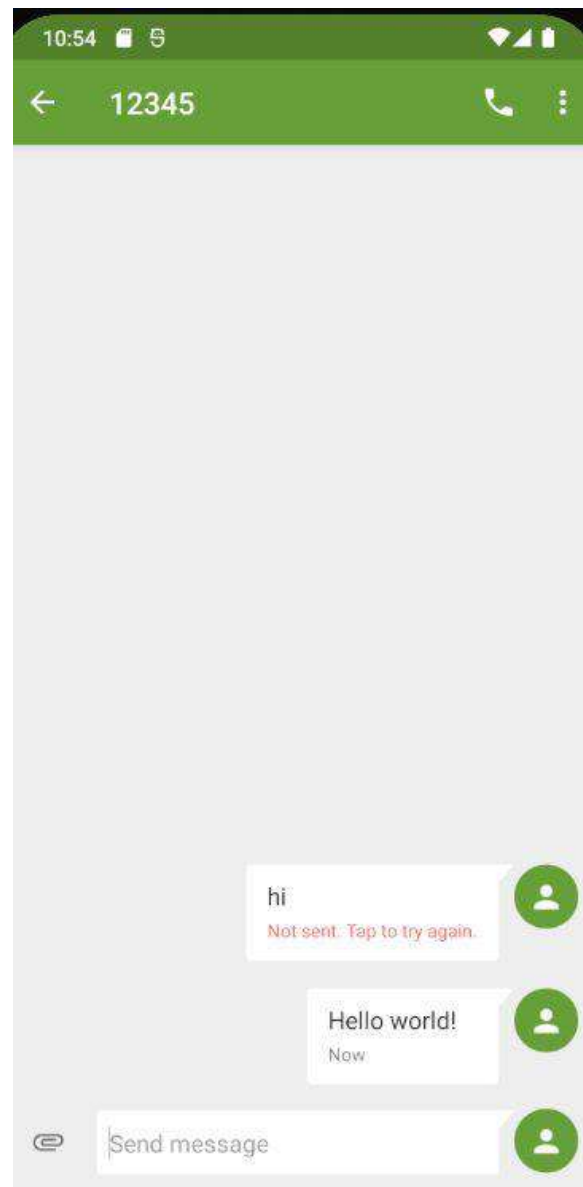 10:54
12345
hi
Not sent. Tap to try again.
Hello world!
Now
Send message